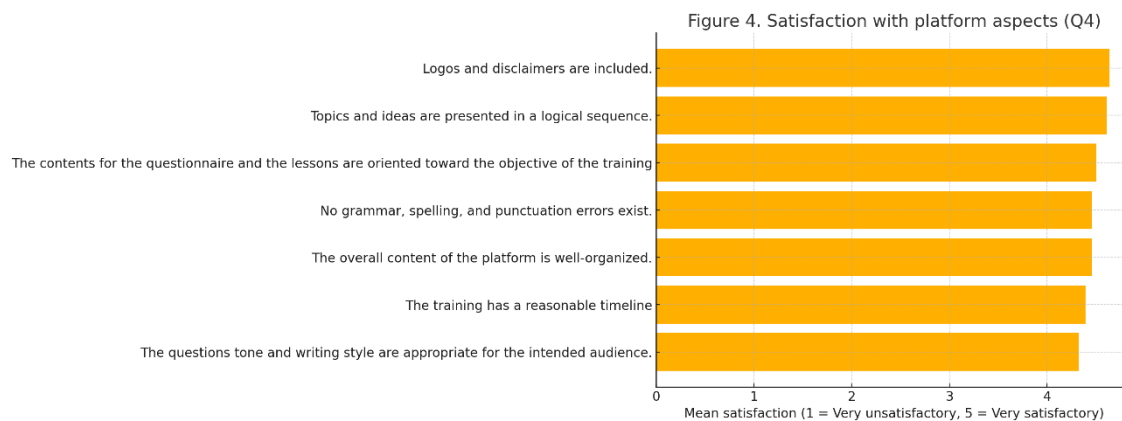 Figure 4. Satisfaction with platform aspects (Q4)
Logos and disclaimers are included.
Topics and ideas are presented in a logical sequence.
The contents for the questionnaire and the lessons are oriented toward the objective of the training
No grammar, spelling, and punctuation errors exist.
The overall content of the platform is well-organized.
The training has a reasonable timeline
The questions tone and writing style are appropriate for the intended audience.
0 1 2 3 4
Mean satisfaction (1 = Very unsatisfactory, 5 = Very satisfactory)